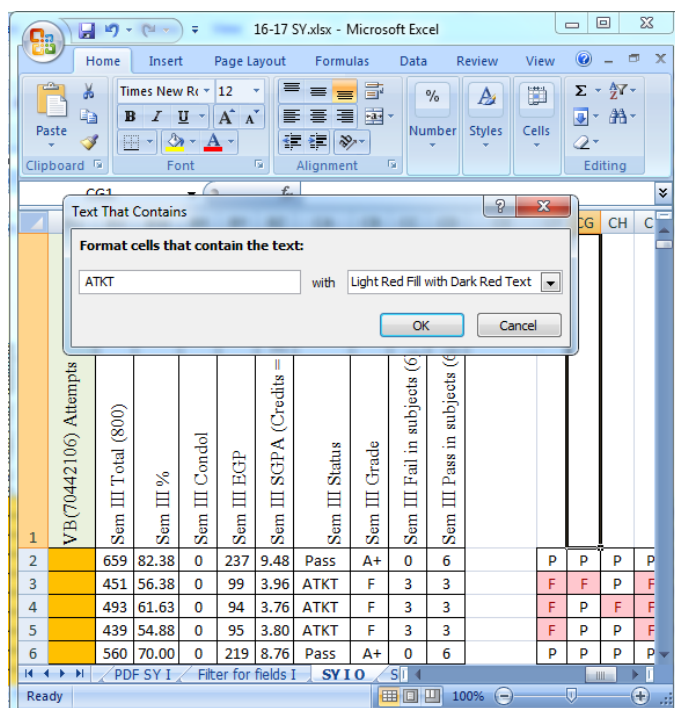 16-17 SY.xlsx - Microsoft Excel
Home Insert Page Layout Formulas Data Review View
Times New Ro 12
Paste
B I U
A A
%
Number Styles Cells
Σ
Clipboard Font Alignment Editing
CG1 fx
Text That Contains
Format cells that contain the text:
ATKT with Light Red Fill with Dark Red Text
OK Cancel
CG CH
VB(70442106) Attempts
Sem III Total (800)
Sem III %
Sem III Condol
Sem III EGP
Sem III SGPA (Credits =
Sem III Status
Sem III Grade
Sem III Fail in subjects (6
Sem III Pass in subjects (6
1
2 659 82.38 0 237 9.48 Pass A+ 0 6 P P P P
3 451 56.38 0 99 3.96 ATKT F 3 3 F F P F
4 493 61.63 0 94 3.76 ATKT F 3 3 F P F F
5 439 54.88 0 95 3.80 ATKT F 3 3 F P P F
6 560 70.00 0 219 8.76 Pass A+ 0 6 P P P P
PDF SY I Filter for fields I SY I O S
Ready 100%